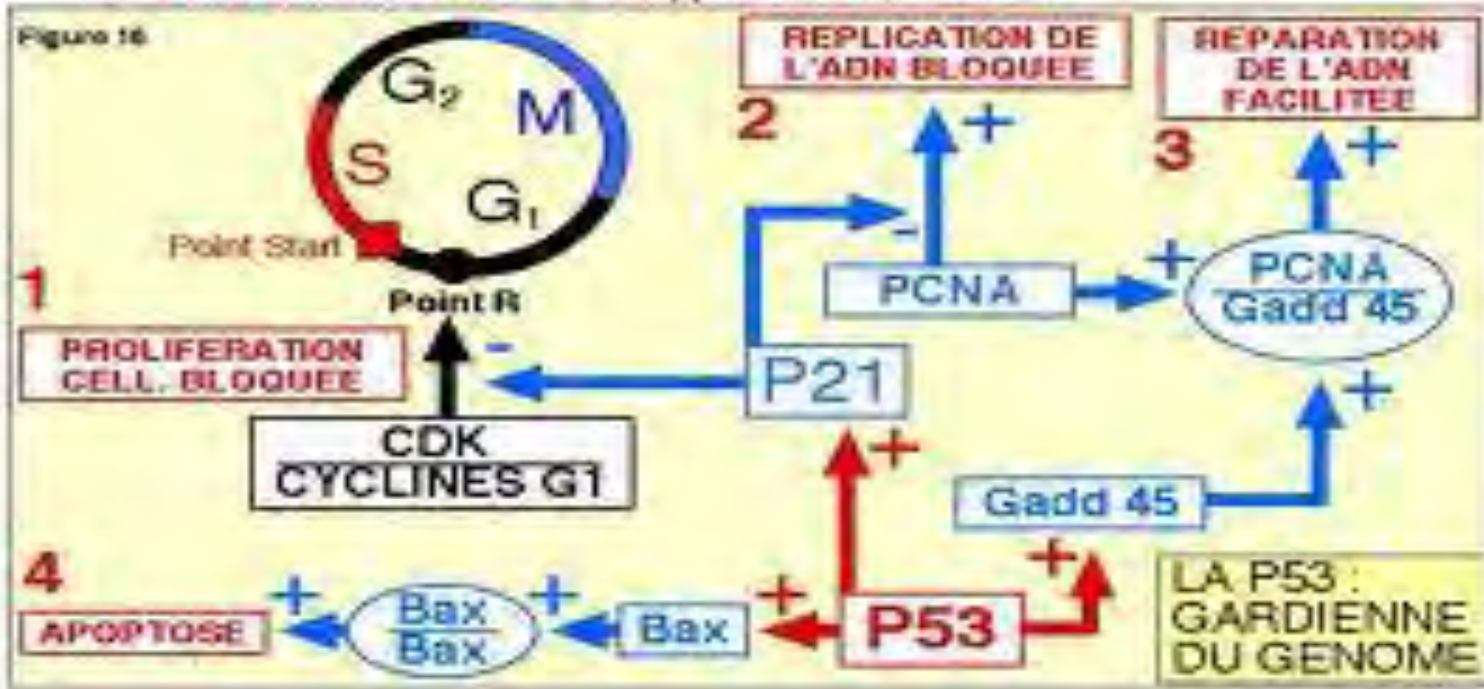 Figure 16
G₂
M
S
G₁
Point Start
Point R
1
PROLIFERATION
CELL. BLOQUEE
-
CDK
CYCLINES G1
2
REPLICATION DE
L'ADN BLOQUEE
+
-
PCNA
3
REPARATION
DE L'ADN
FACILITEE
+
+
PCNA
Gadd 45
+
P21
+
Gadd 45
+
4
APOPTOSE
+
Bax
Bax
+
Bax
+
P53
LA P53 :
GARDIENNE
DU GENOME